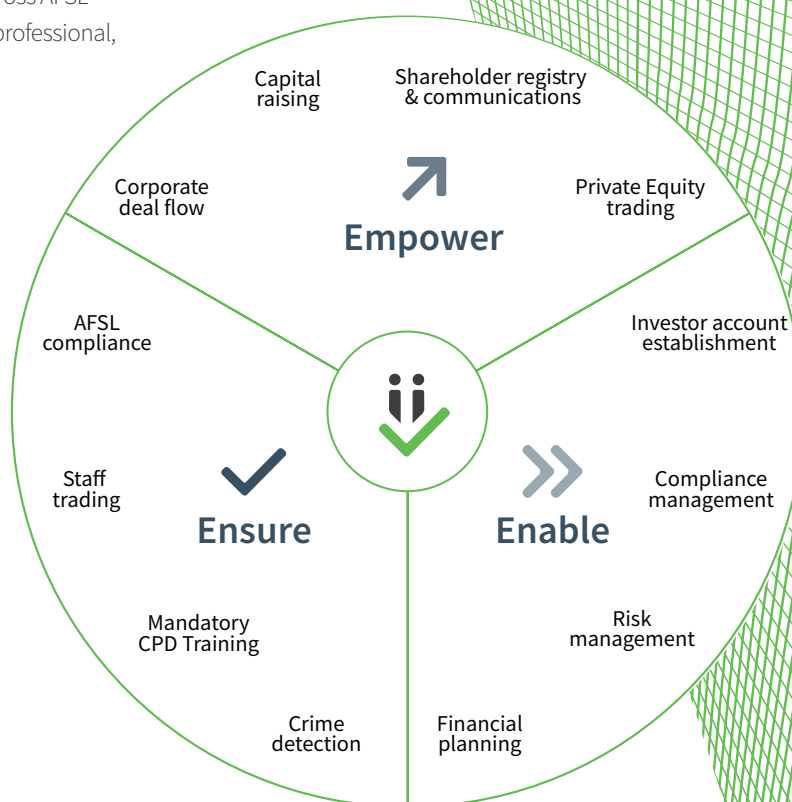 professional,
Capital
raising
Shareholder registry
& communications
Corporate
deal flow
Private Equity
trading
Empower
AFSL
compliance
Investor account
establishment
Staff
trading
Compliance
management
Ensure
Enable
Mandatory
CPD Training
Risk
management
Crime
detection
Financial
planning